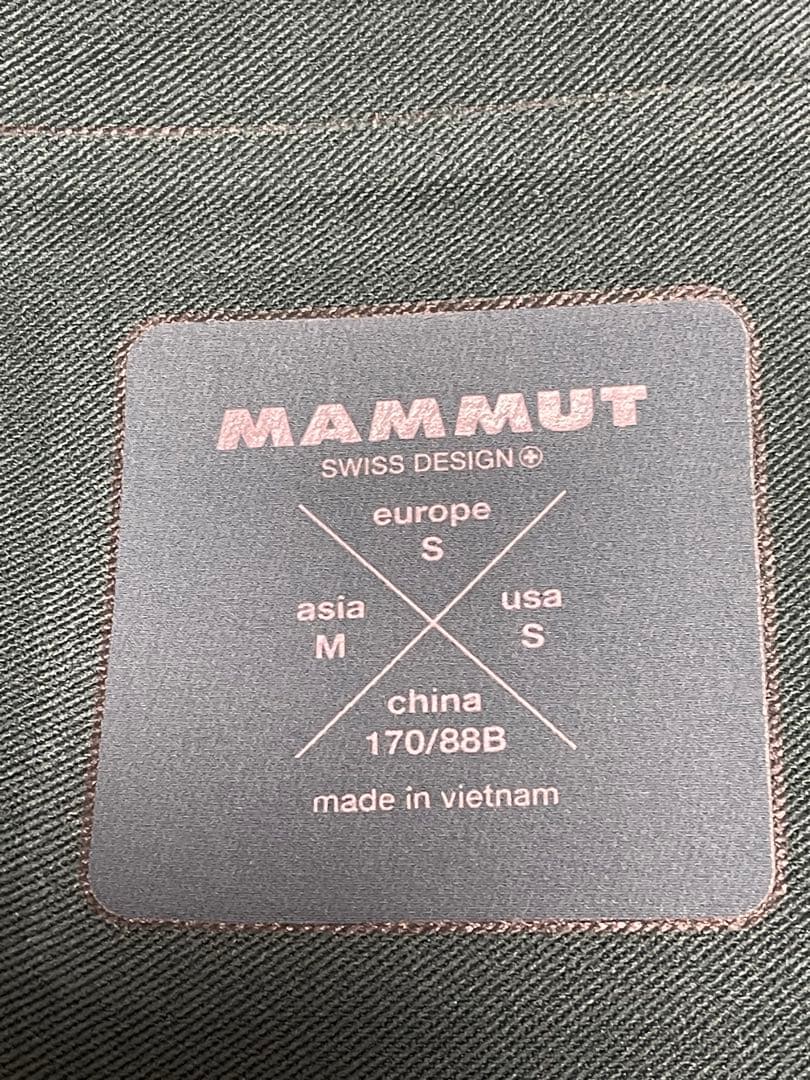 MAMMUT
SWISS DESIGN
europe
S
asia
M
usa
S
china
170/88B
made in vietnam